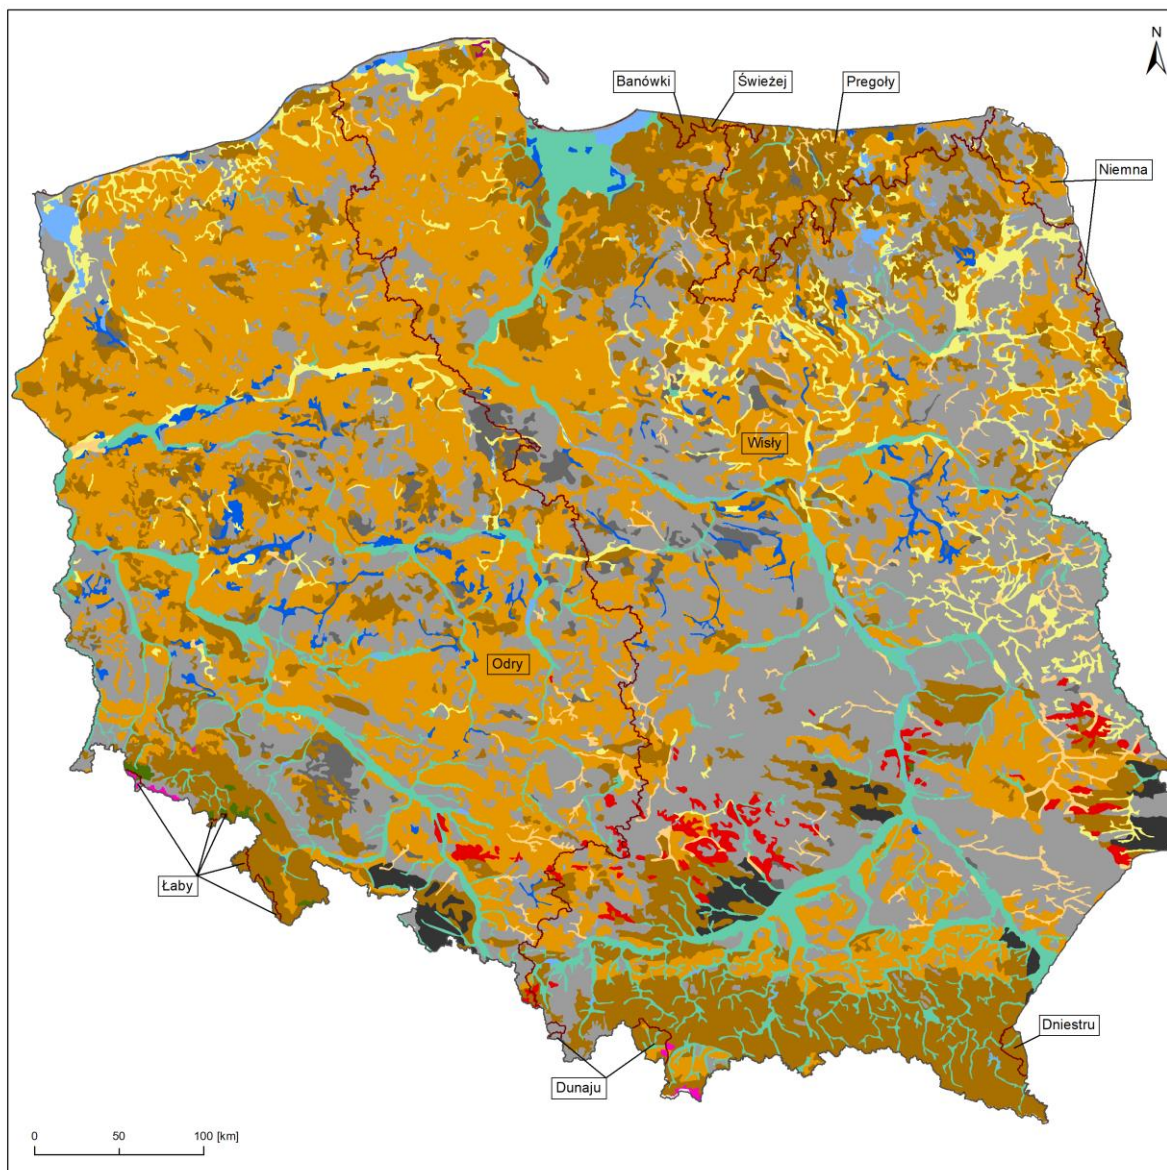 N
Banówki
Świeżej
Pregoły
Niemna
Wisły
Odry
Łaby
Dniestru
Dunaju
0 50 100 [km]